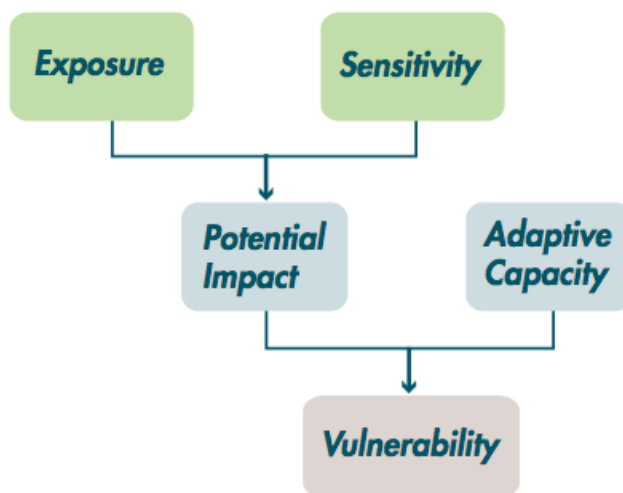 Exposure
Sensitivity
Potential
Impact
Adaptive
Capacity
Vulnerability